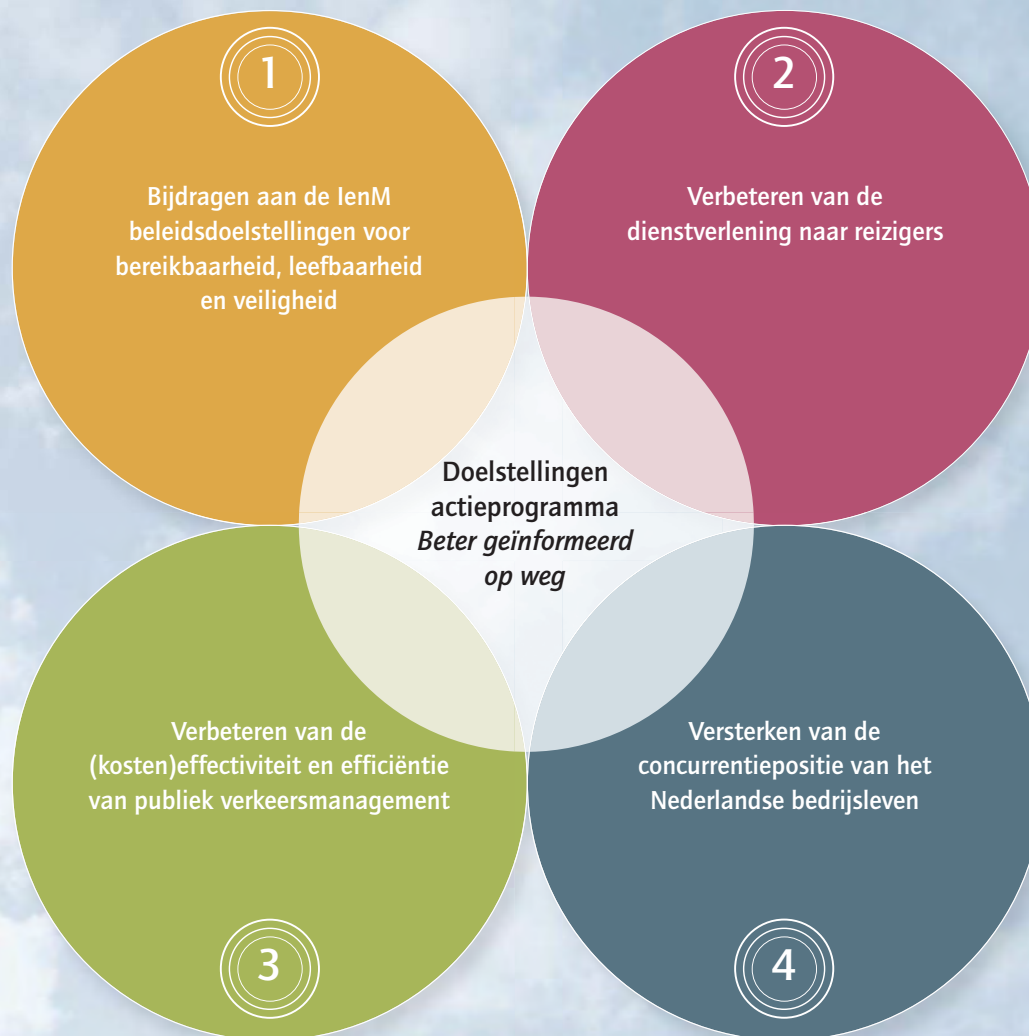 1
Bijdragen aan de IenM
beleidsdoelstellingen voor
bereikbaarheid, leefbaarheid
en veiligheid
2
Verbeteren van de
dienstverlening naar reizigers
Doelstellingen
actieprogramma
Beter geïnformeerd
op weg
Verbeteren van de
(kosten)effectiviteit en efficiëntie
van publiek verkeersmanagement
3
Versterken van de
concurrentiepositie van het
Nederlandse bedrijsleven
4